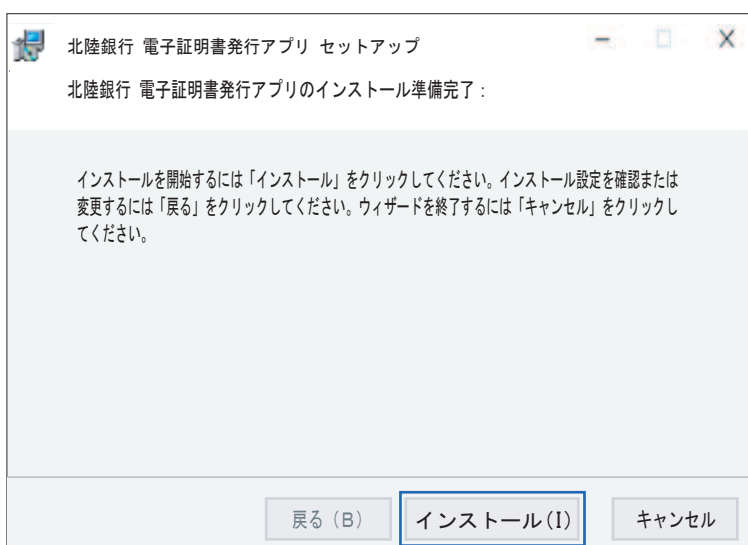 北陸銀行 電子証明書発行アプリ セットアップ
北陸銀行 電子証明書発行アプリのインストール準備完了：
インストールを開始するには「インストール」をクリックしてください。インストール設定を確認または
変更するには「戻る」をクリックしてください。ウィザードを終了するには「キャンセル」をクリックし
てください。
戻る（B） インストール(I) キャンセル